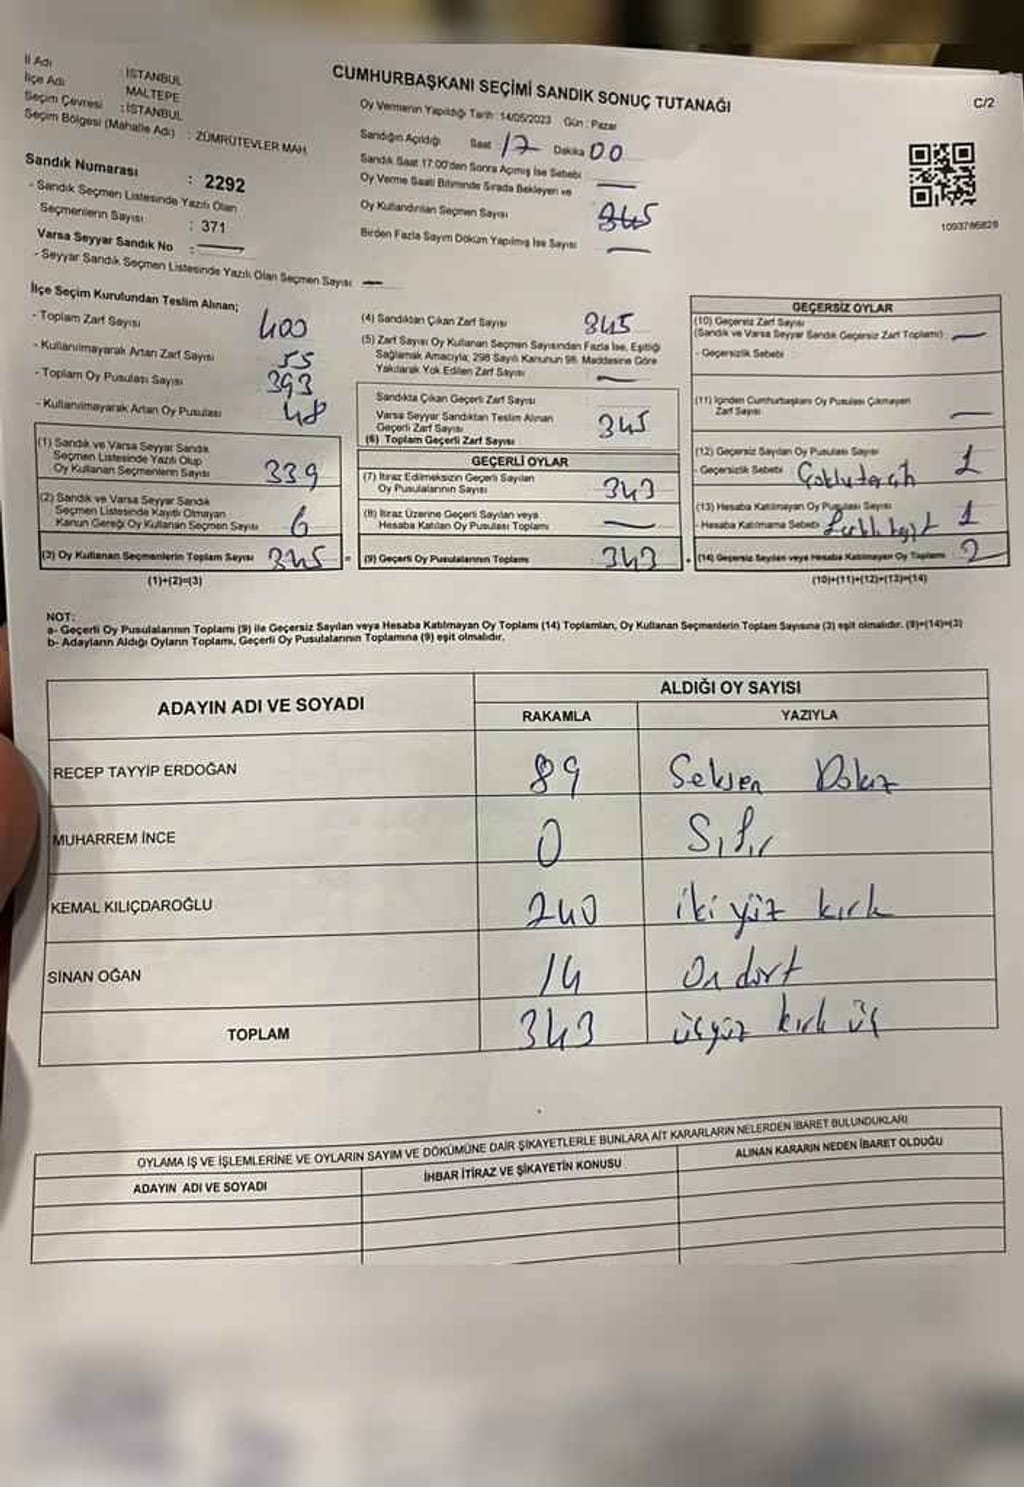 İl Adı : İSTANBUL
İlçe Adı MALTEPE
Seçim Çevresi : İSTANBUL
Seçim Bölgesi (Mahalle Adı) : ZÜMRÜTEVLER MAH.
Sandık Numarası : 2292
- Sandık Seçmen Listesinde Yazılı Olan
Seçmenlerin Sayısı : 371
Varsa Seyyar Sandık No : —
- Seyyar Sandık Seçmen Listesinde Yazılı Olan Seçmen Sayısı —
CUMHURBAŞKANI SEÇİMİ SANDIK SONUÇ TUTANAĞI
C/2
Oy Vermenin Yapıldığı Tarih : 14/05/2023 Gün : Pazar
Sandığın Açıldığı Saat 17 Dakika 00
Sandık Saat 17:00'den Sonra Açılmış İse Sebebi —
Oy Verme Saati Bitiminde Sırada Bekleyen ve
Oy Kullandırılan Seçmen Sayısı 345
Birden Fazla Sayım Döküm Yapılmış İse Sayısı —
1093786829
İlçe Seçim Kurulundan Teslim Alınan;
- Toplam Zarf Sayısı 400
- Kullanılmayarak Artan Zarf Sayısı 55
- Toplam Oy Pusulası Sayısı 393
- Kullanılmayarak Artan Oy Pusulası 48
(1) Sandık ve Varsa Seyyar Sandık
Seçmen Listesinde Yazılı Olup
Oy Kullanan Seçmenlerin Sayısı 339
(2) Sandık ve Varsa Seyyar Sandık
Seçmen Listesinde Kayıtlı Olmayan
Kanun Gereği Oy Kullanan Seçmen Sayısı 6
(3) Oy Kullanan Seçmenlerin Toplam Sayısı 345 =
(1)+(2)=(3)
(4) Sandıktan Çıkan Zarf Sayısı 345
(5) Zarf Sayısı Oy Kullanan Seçmen Sayısından Fazla İse, Eşitliği
Sağlamak Amacıyla; 298 Sayılı Kanunun 98. Maddesine Göre
Yakılarak Yok Edilen Zarf Sayısı —
Sandıkta Çıkan Geçerli Zarf Sayısı
Varsa Seyyar Sandıktan Teslim Alınan
Geçerli Zarf Sayısı 345
(6) Toplam Geçerli Zarf Sayısı
GEÇERLİ OYLAR
(7) İtiraz Edilmeksizin Geçerli Sayılan
Oy Pusulalarının Sayısı 343
(8) İtiraz Üzerine Geçerli Sayılan veya
Hesaba Katılan Oy Pusulası Toplamı —
(9) Geçerli Oy Pusulalarının Toplamı 343 +
GEÇERSİZ OYLAR
(10) Geçersiz Zarf Sayısı
(Sandık ve Varsa Seyyar Sandık Geçersiz Zarf Toplamı) : —
- Geçersizlik Sebebi
(11) İçinden Cumhurbaşkanı Oy Pusulası Çıkmayan
Zarf Sayısı —
(12) Geçersiz Sayılan Oy Pusulası Sayısı 1
- Geçersizlik Sebebi
(13) Hesaba Katılmayan Oy Pusulası Sayısı 1
- Hesaba Katılmama Sebebi
(14) Geçersiz Sayılan veya Hesaba Katılmayan Oy Toplamı 2
(10)+(11)+(12)+(13)=(14)
NOT:
a- Geçerli Oy Pusulalarının Toplamı (9) ile Geçersiz Sayılan veya Hesaba Katılmayan Oy Toplamı (14) Toplamları, Oy Kullanan Seçmenlerin Toplam Sayısına (3) eşit olmalıdır. (9)+(14)=(3)
b- Adayların Aldığı Oyların Toplamı, Geçerli Oy Pusulalarının Toplamına (9) eşit olmalıdır.
ADAYIN ADI VE SOYADI
ALDIĞI OY SAYISI
RAKAMLA YAZIYLA
RECEP TAYYİP ERDOĞAN 89 Seksen Dokuz
MUHARREM İNCE 0 Sıfır
KEMAL KILIÇDAROĞLU 240 iki yüz kırk
SİNAN OĞAN 14 On dört
TOPLAM 343 üçyüz kırk üç
OYLAMA İŞ VE İŞLEMLERİNE VE OYLARIN SAYIM VE DÖKÜMÜNE DAİR ŞİKAYETLERLE BUNLARA AİT KARARLARIN NELERDEN İBARET BULUNDUKLARI
ADAYIN ADI VE SOYADI İHBAR İTİRAZ VE ŞİKAYETİN KONUSU ALINAN KARARIN NEDEN İBARET OLDUĞU